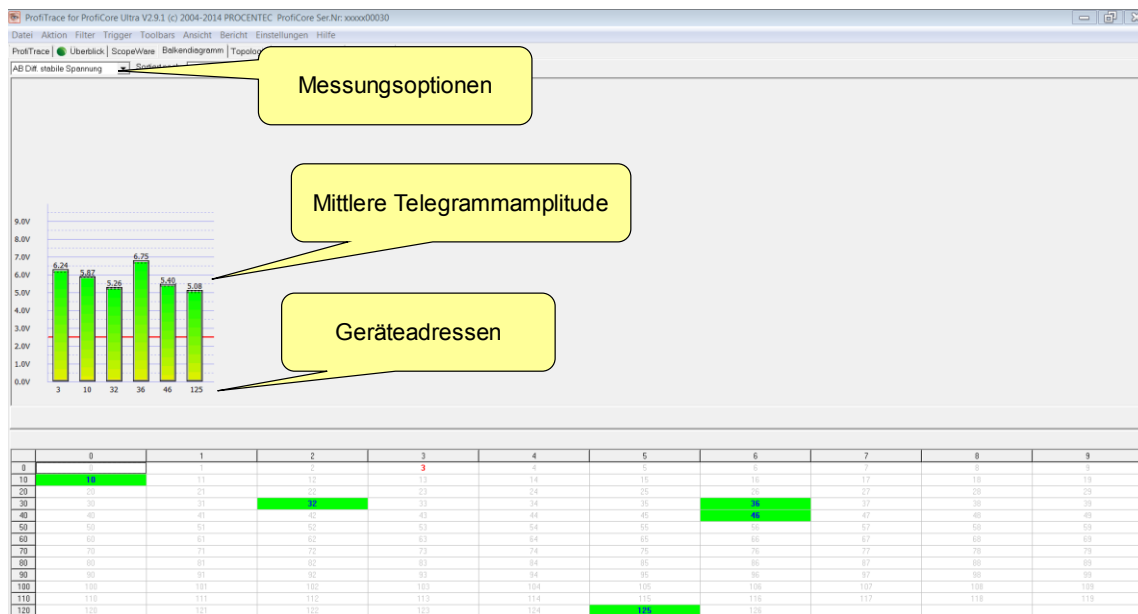 ProfiTrace for ProfiCore Ultra V2.9.1 (c) 2004-2014 PROCENTEC ProfiCore Ser.Nr: xxxxx00030
Datei Aktion Filter Trigger Toolbars Ansicht Bericht Einstellungen Hilfe
ProfiTrace Überblick ScopeWare Balkendiagramm
AB Diff. stabile Spannung
Messungsoptionen
Mittlere Telegrammamplitude
9.0V
8.0V
7.0V
6.0V
5.0V
4.0V
3.0V
2.0V
1.0V
0.0V
6.24 5.87 5.26 6.75 5.40 5.08
Geräteadressen
3 10 32 36 46 125
0 1 2 3 4 5 6 7 8 9
0 0 1 2 3 4 5 6 7 8 9
10 10 11 12 13 14 15 16 17 18 19
20 20 21 22 23 24 25 26 27 28 29
30 30 31 32 33 34 35 36 37 38 39
40 40 41 42 43 44 45 46 47 48 49
50 50 51 52 53 54 55 56 57 58 59
60 60 61 62 63 64 65 66 67 68 69
70 70 71 72 73 74 75 76 77 78 79
80 80 81 82 83 84 85 86 87 88 89
90 90 91 92 93 94 95 96 97 98 99
100 100 101 102 103 104 105 106 107 108 109
110 110 111 112 113 114 115 116 117 118 119
120 120 121 122 123 124 125 126